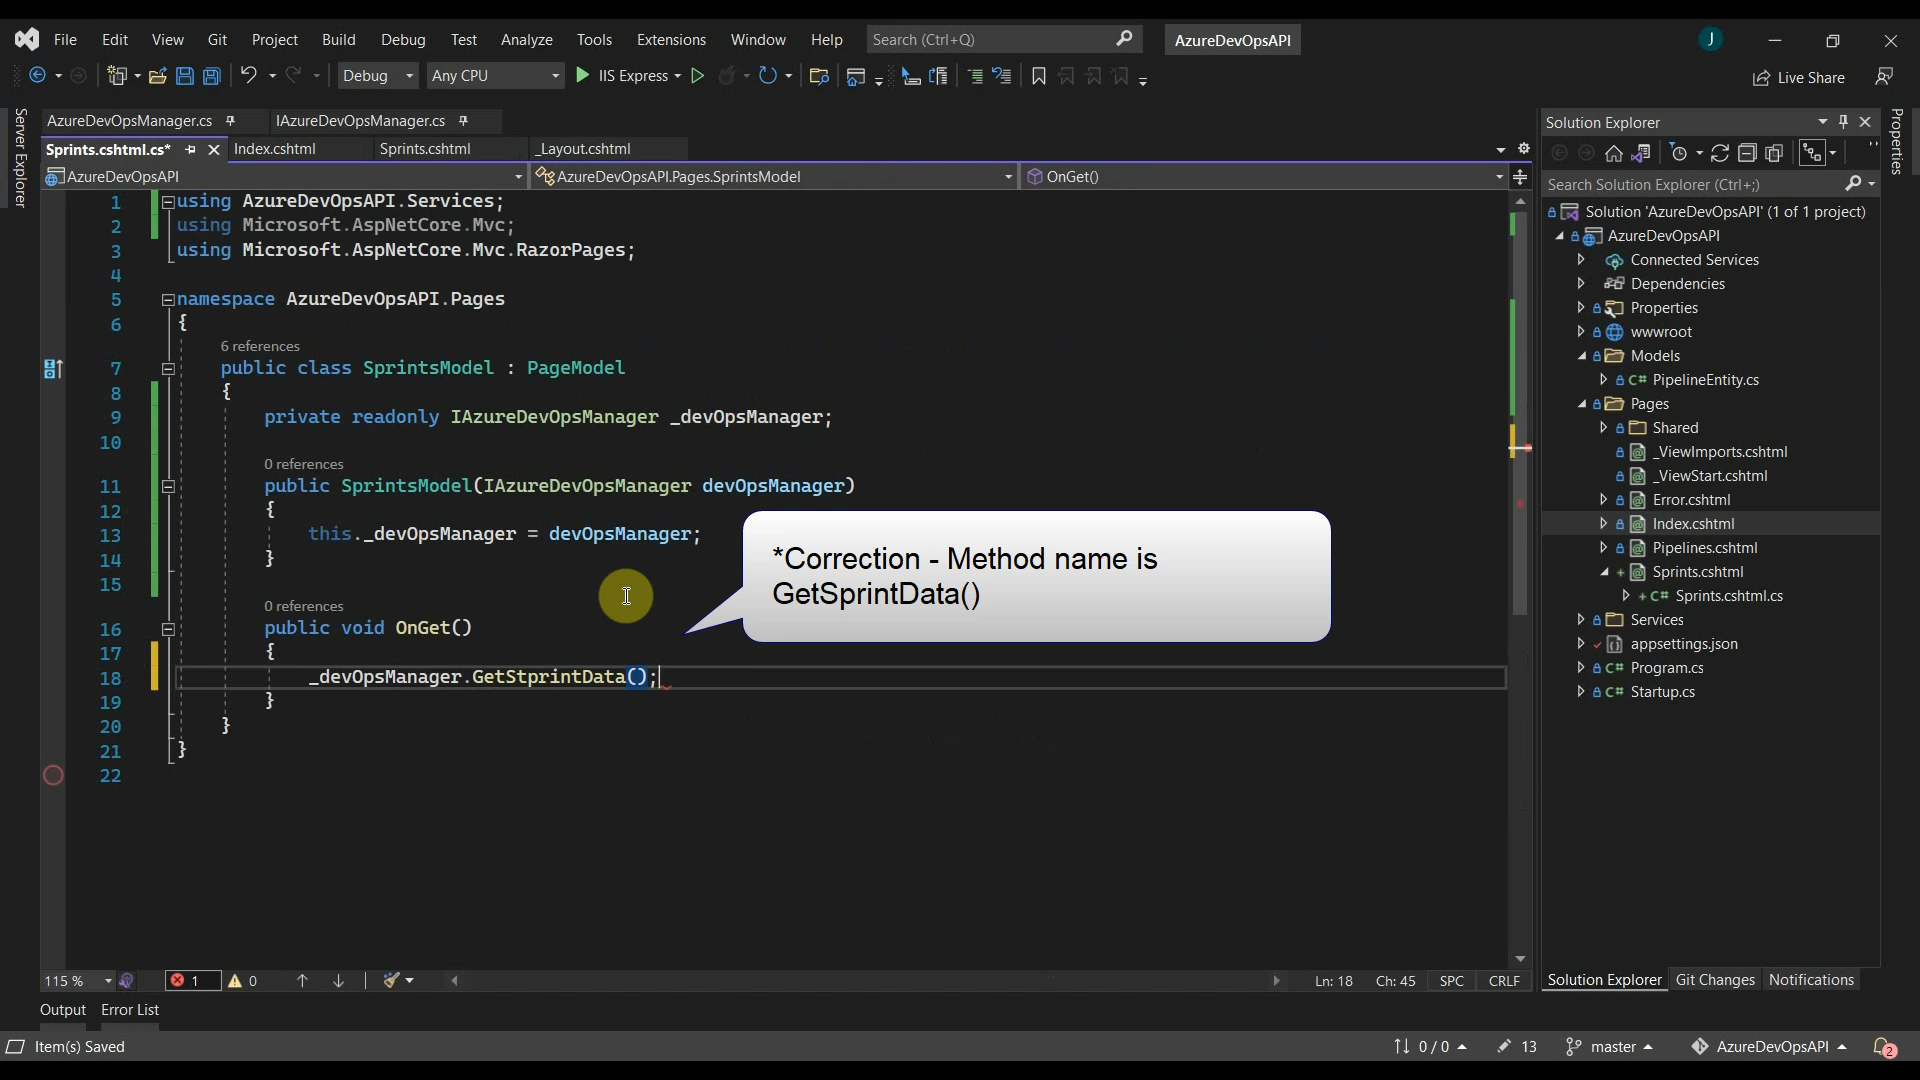 File Edit View Git Project Build Debug Test Analyze Tools Extensions Window Help Search (Ctrl+Q) AzureDevOpsAPI J
Debug Any CPU IIS Express Live Share
Server Explorer
AzureDevOpsManager.cs IAzureDevOpsManager.cs
Sprints.cshtml.cs* Index.cshtml Sprints.cshtml _Layout.cshtml
AzureDevOpsAPI AzureDevOpsAPI.Pages.SprintsModel OnGet()
1 using AzureDevOpsAPI.Services;
2 using Microsoft.AspNetCore.Mvc;
3 using Microsoft.AspNetCore.Mvc.RazorPages;
4
5 namespace AzureDevOpsAPI.Pages
6 {
6 references
7 public class SprintsModel : PageModel
8 {
9 private readonly IAzureDevOpsManager _devOpsManager;
10
0 references
11 public SprintsModel(IAzureDevOpsManager devOpsManager)
12 {
13 this._devOpsManager = devOpsManager;
14 }
15
0 references
16 public void OnGet()
17 {
18 _devOpsManager.GetStprintData();
19 }
20 }
21 }
22
*Correction - Method name is
GetSprintData()
115 % 1 0 Ln: 18 Ch: 45 SPC CRLF
Output Error List
Solution Explorer
Search Solution Explorer (Ctrl+;)
Solution 'AzureDevOpsAPI' (1 of 1 project)
AzureDevOpsAPI
Connected Services
Dependencies
Properties
wwwroot
Models
C# PipelineEntity.cs
Pages
Shared
_ViewImports.cshtml
_ViewStart.cshtml
Error.cshtml
Index.cshtml
Pipelines.cshtml
Sprints.cshtml
C# Sprints.cshtml.cs
Services
appsettings.json
C# Program.cs
C# Startup.cs
Solution Explorer Git Changes Notifications
Properties
Item(s) Saved 0 / 0 13 master AzureDevOpsAPI 2